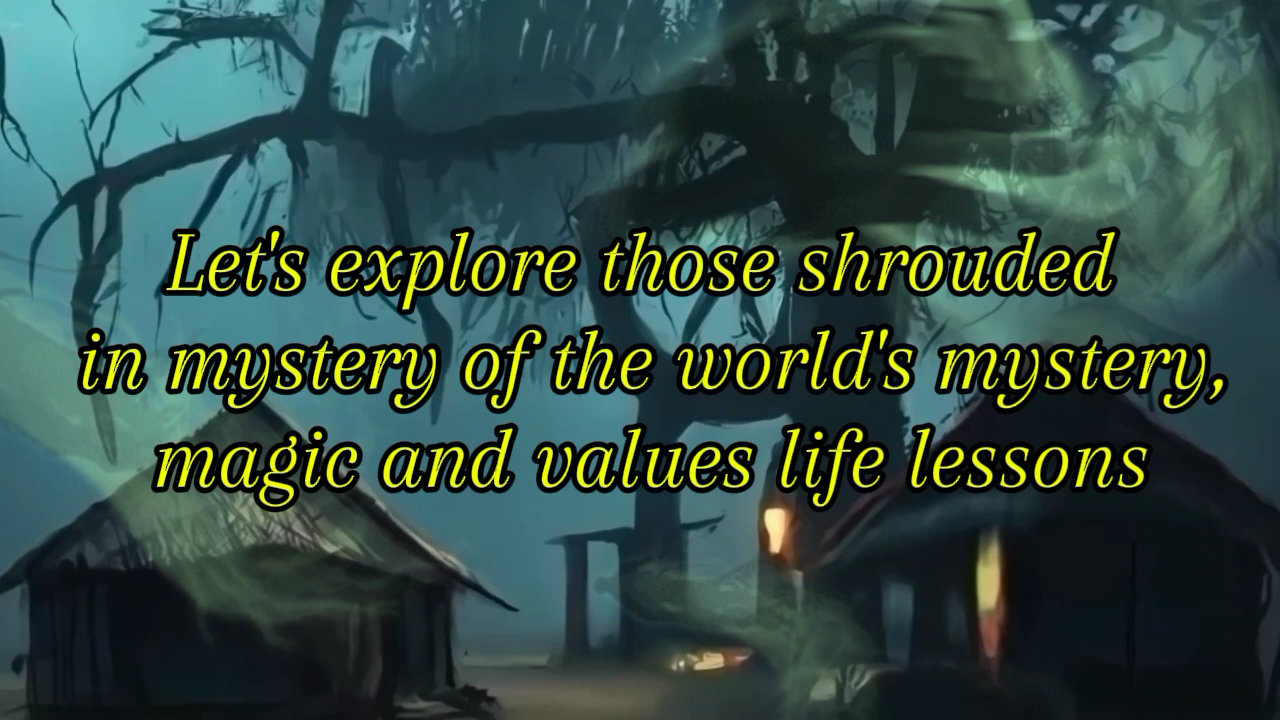 Let's explore those shrouded
in mystery of the world's mystery,
magic and values life lessons